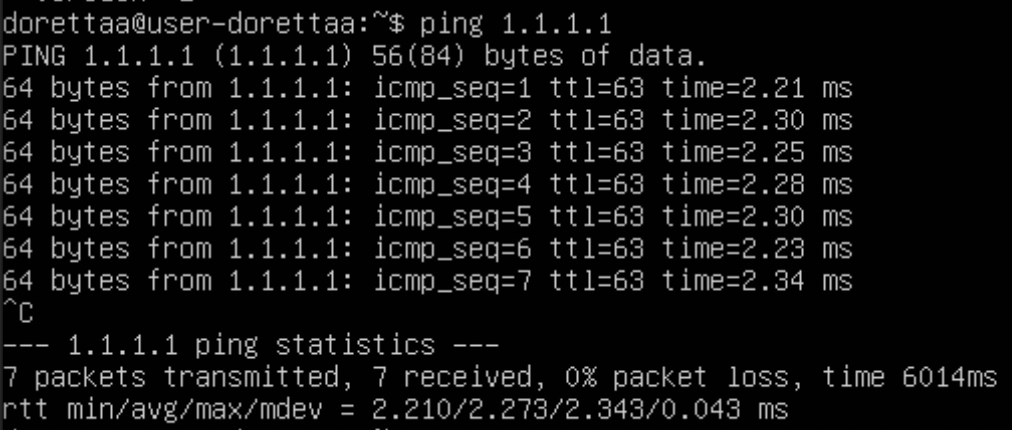 dorettaa@user-dorettaa:~$ ping 1.1.1.1
PING 1.1.1.1 (1.1.1.1) 56(84) bytes of data.
64 bytes from 1.1.1.1: icmp_seq=1 ttl=63 time=2.21 ms
64 bytes from 1.1.1.1: icmp_seq=2 ttl=63 time=2.30 ms
64 bytes from 1.1.1.1: icmp_seq=3 ttl=63 time=2.25 ms
64 bytes from 1.1.1.1: icmp_seq=4 ttl=63 time=2.28 ms
64 bytes from 1.1.1.1: icmp_seq=5 ttl=63 time=2.30 ms
64 bytes from 1.1.1.1: icmp_seq=6 ttl=63 time=2.23 ms
64 bytes from 1.1.1.1: icmp_seq=7 ttl=63 time=2.34 ms
^C
--- 1.1.1.1 ping statistics ---
7 packets transmitted, 7 received, 0% packet loss, time 6014ms
rtt min/avg/max/mdev = 2.210/2.273/2.343/0.043 ms